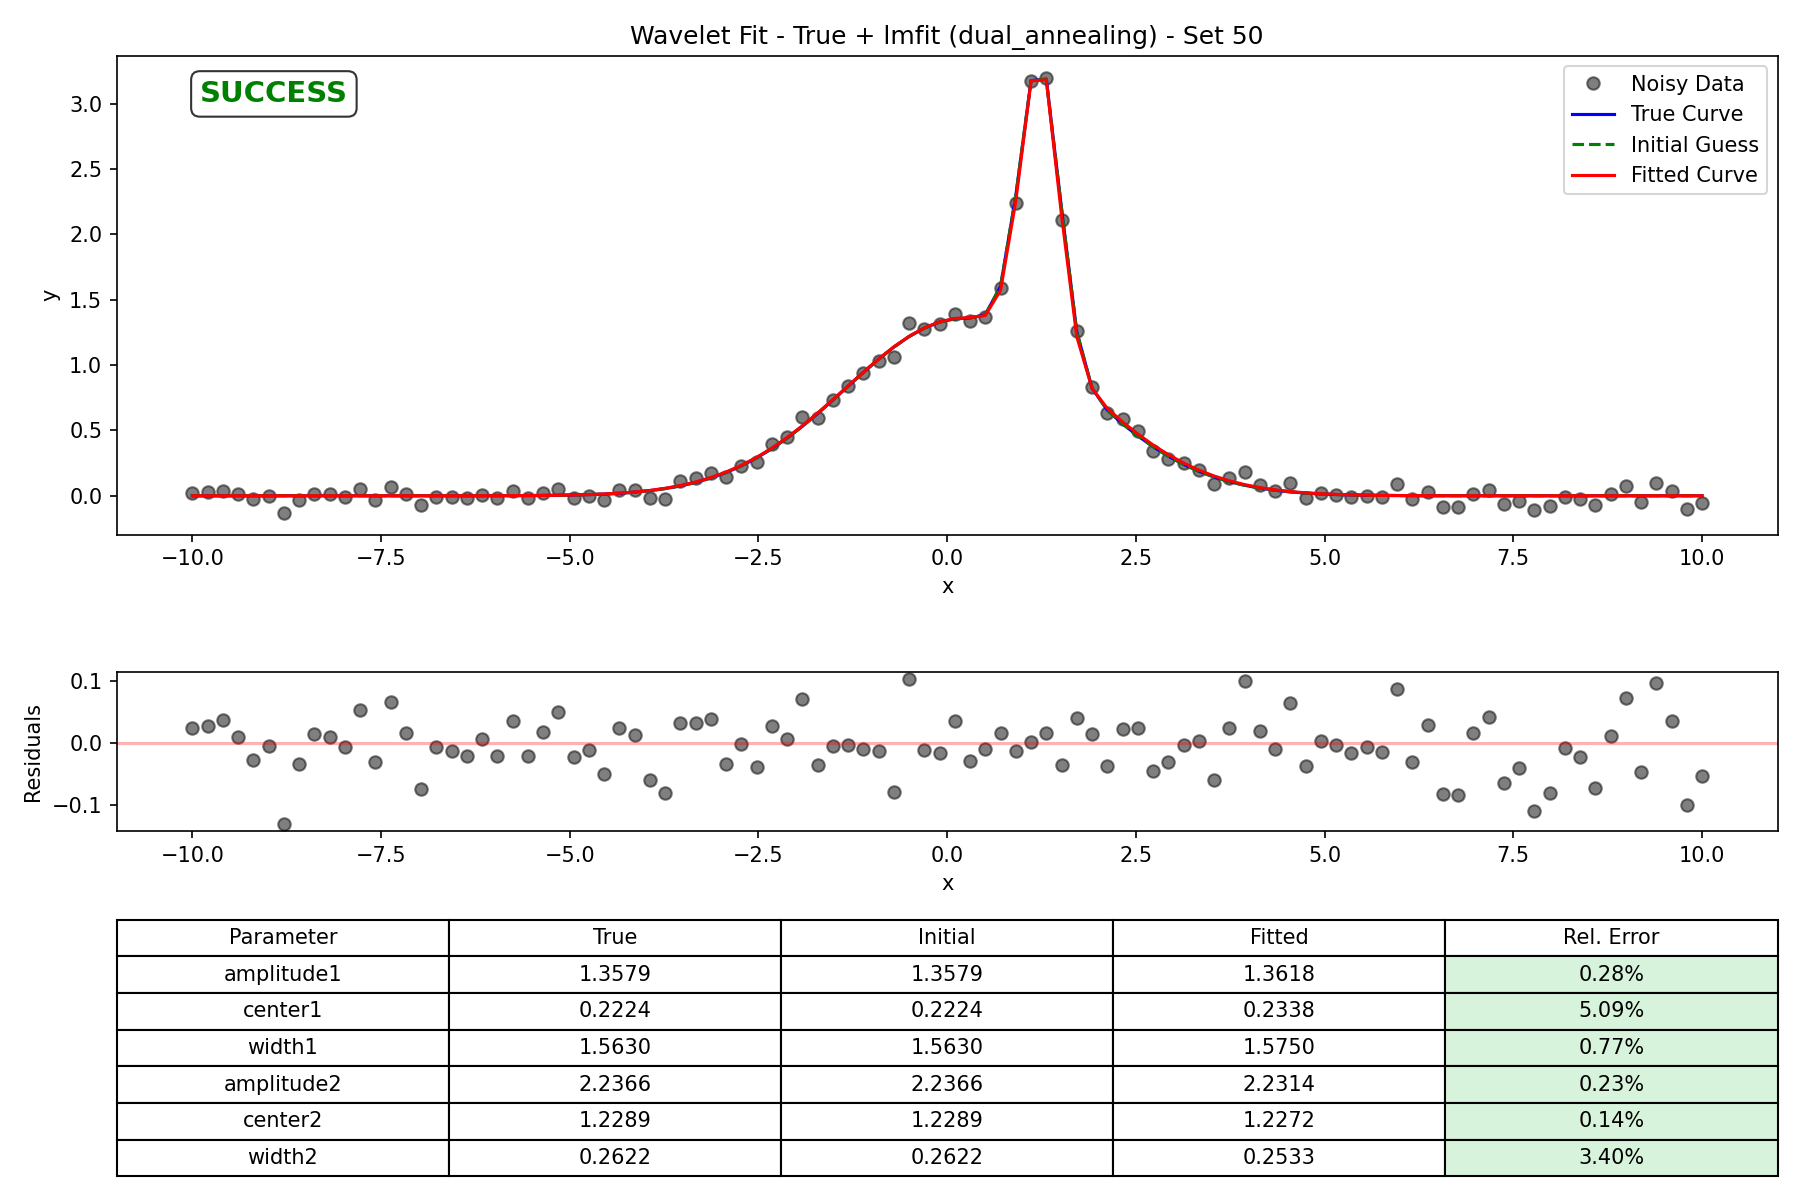 Wavelet Fit - True + lmfit (dual_annealing) - Set 50
SUCCESS
Noisy Data
True Curve
Initial Guess
Fitted Curve
y
3.0
2.5
2.0
1.5
1.0
0.5
0.0
−10.0 −7.5 −5.0 −2.5 0.0 2.5 5.0 7.5 10.0
x
Residuals
0.1
0.0
−0.1
−10.0 −7.5 −5.0 −2.5 0.0 2.5 5.0 7.5 10.0
x
Parameter True Initial Fitted Rel. Error
amplitude1 1.3579 1.3579 1.3618 0.28%
center1 0.2224 0.2224 0.2338 5.09%
width1 1.5630 1.5630 1.5750 0.77%
amplitude2 2.2366 2.2366 2.2314 0.23%
center2 1.2289 1.2289 1.2272 0.14%
width2 0.2622 0.2622 0.2533 3.40%